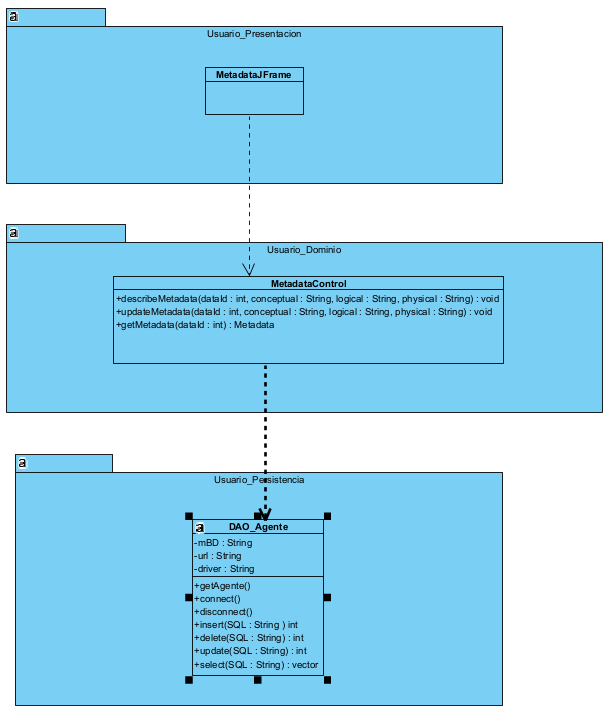 a
Usuario_Presentacion
MetadataJFrame
a
Usuario_Dominio
MetadataControl
+describeMetadata(dataId : int, conceptual : String, logical : String, physical : String) : void
+updateMetadata(dataId : int, conceptual : String, logical : String, physical : String) : void
+getMetadata(dataId : int) : Metadata
a
Usuario_Persistencia
a DAO_Agente
-mBD : String
-url : String
-driver : String
+getAgente()
+connect()
+disconnect()
+insert(SQL : String ) int
+delete(SQL : String) : int
+update(SQL : String) : int
+select(SQL : String) : vector